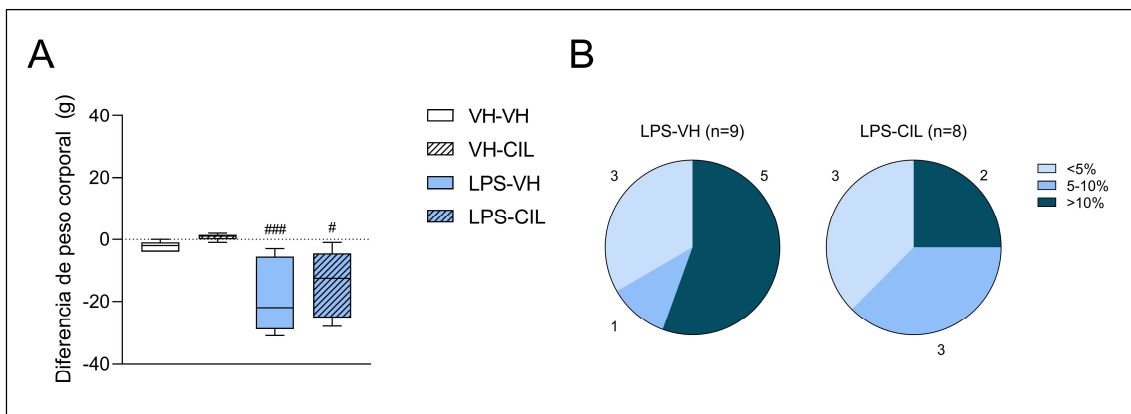 A
Diferencia de peso corporal (g)
40
20
0
-20
-40
###
#
VH-VH
VH-CIL
LPS-VH
LPS-CIL
B
LPS-VH (n=9)
3
5
1
LPS-CIL (n=8)
3
2
3
<5%
5-10%
>10%